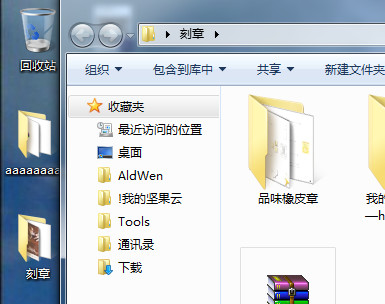 回收站
aaaaaaaa
刻章
刻章
组织 包含到库中 共享 新建文件夹
收藏夹
最近访问的位置
桌面
AldWen
!我的坚果云
Tools
通讯录
下载
品味橡皮章
我的
—h